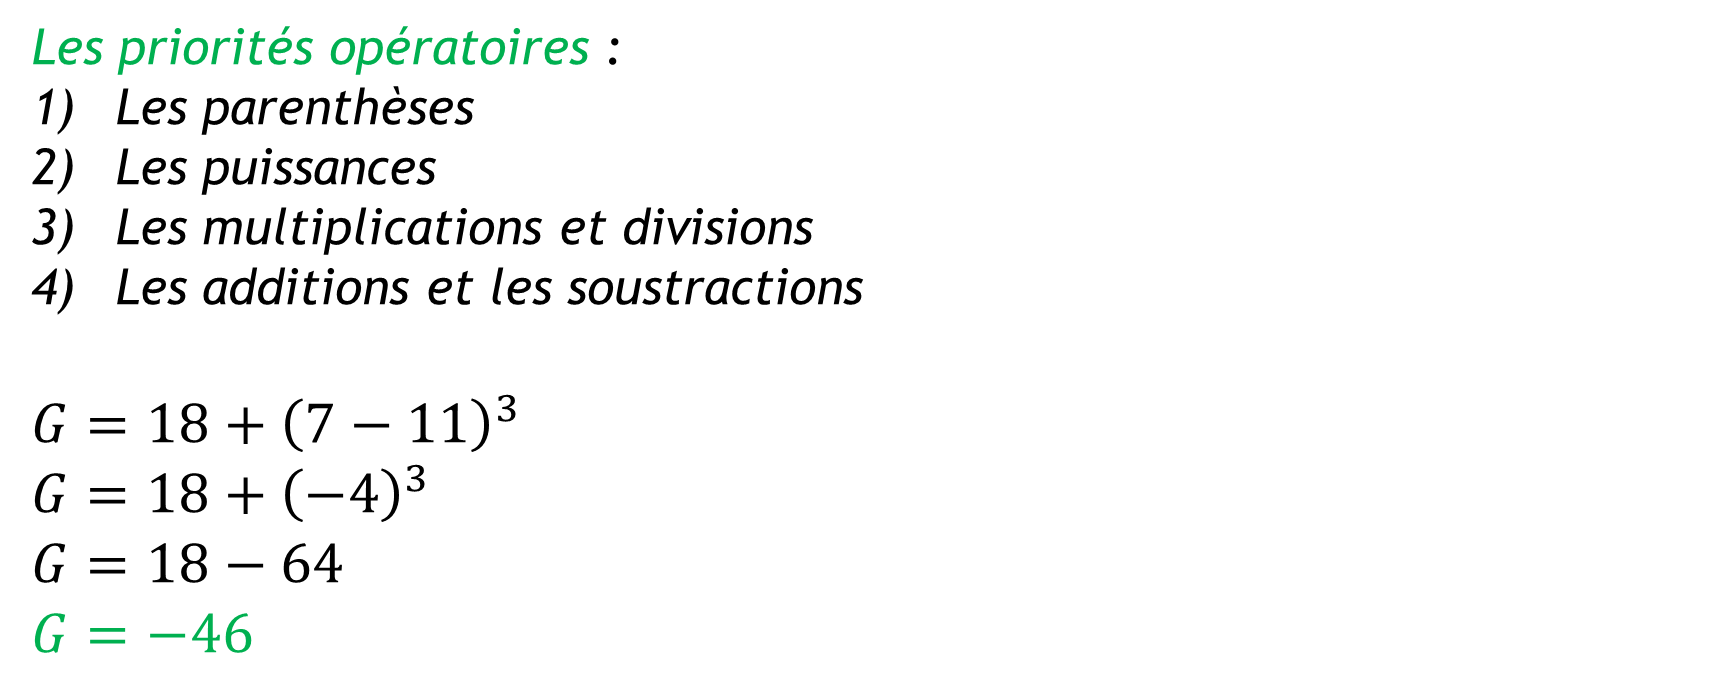 Les priorités opératoires :
1) Les parenthèses
2) Les puissances
3) Les multiplications et divisions
4) Les additions et les soustractions
G = 18 + (7 − 11)³
G = 18 + (−4)³
G = 18 − 64
G = −46